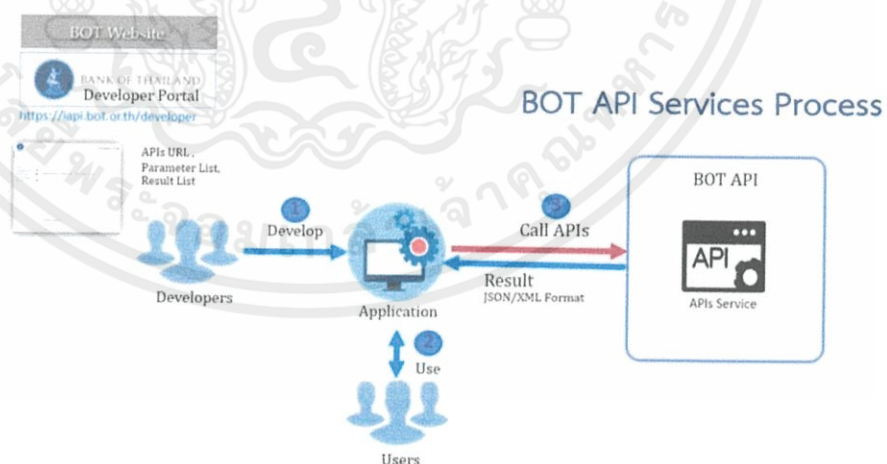 BOT Website
BANK OF THAILAND
Developer Portal
https://iapi.bot.or.th/developer
BOT API Services Process
APIs URL,
Parameter List,
Result List
1
Develop
3
Call APIs
BOT API
API
APIs Service
Result
JSON/XML Format
Developers
Application
2
Use
Users